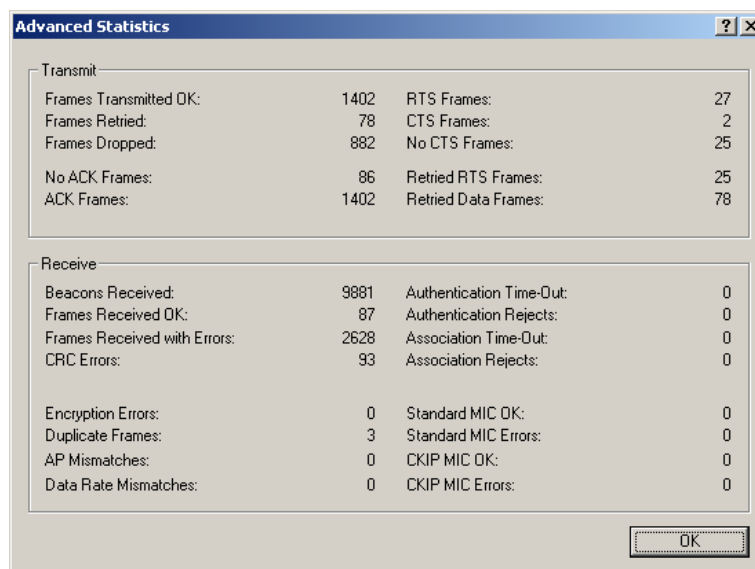 Advanced Statistics
Transmit
Frames Transmitted OK: 1402 RTS Frames: 27
Frames Retried: 78 CTS Frames: 2
Frames Dropped: 882 No CTS Frames: 25
No ACK Frames: 86 Retried RTS Frames: 25
ACK Frames: 1402 Retried Data Frames: 78
Receive
Beacons Received: 9881 Authentication Time-Out: 0
Frames Received OK: 87 Authentication Rejects: 0
Frames Received with Errors: 2628 Association Time-Out: 0
CRC Errors: 93 Association Rejects: 0
Encryption Errors: 0 Standard MIC OK: 0
Duplicate Frames: 3 Standard MIC Errors: 0
AP Mismatches: 0 CKIP MIC OK: 0
Data Rate Mismatches: 0 CKIP MIC Errors: 0
OK